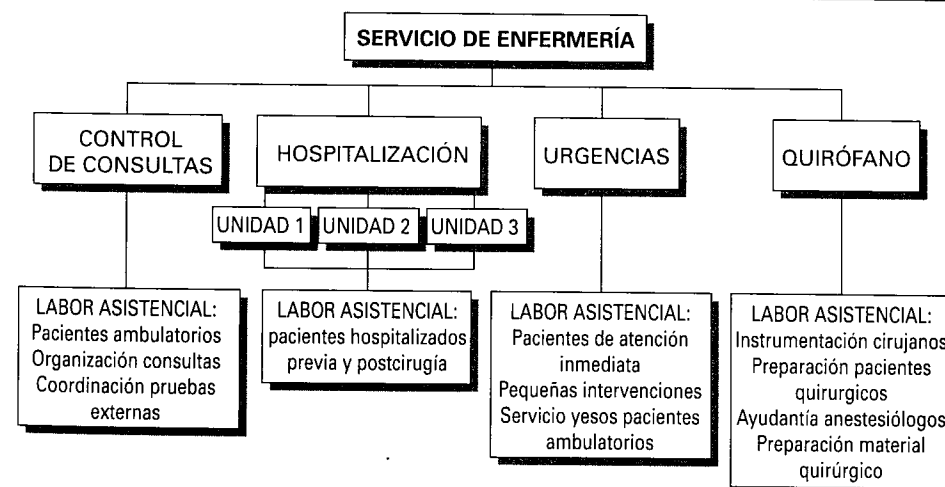 SERVICIO DE ENFERMERÍA
CONTROL
DE CONSULTAS
HOSPITALIZACIÓN
URGENCIAS
QUIRÓFANO
UNIDAD 1
UNIDAD 2
UNIDAD 3
LABOR ASISTENCIAL:
Pacientes ambulatorios
Organización consultas
Coordinación pruebas
externas
LABOR ASISTENCIAL:
pacientes hospitalizados
previa y postcirugía
LABOR ASISTENCIAL:
Pacientes de atención
inmediata
Pequeñas intervenciones
Servicio yesos pacientes
ambulatorios
LABOR ASISTENCIAL:
Instrumentación cirujanos
Preparación pacientes
quirurgicos
Ayudantía anestesiólogos
Preparación material
quirúrgico